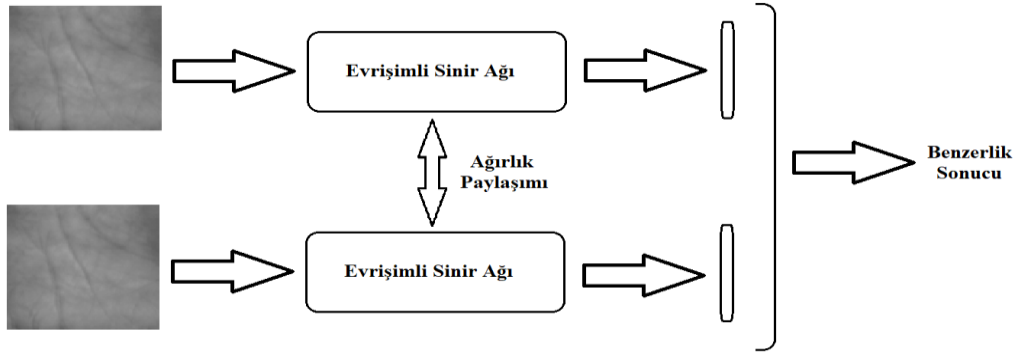 Evrişimli Sinir Ağı
Ağırlık
Paylaşımı
Benzerlik
Sonucu
Evrişimli Sinir Ağı